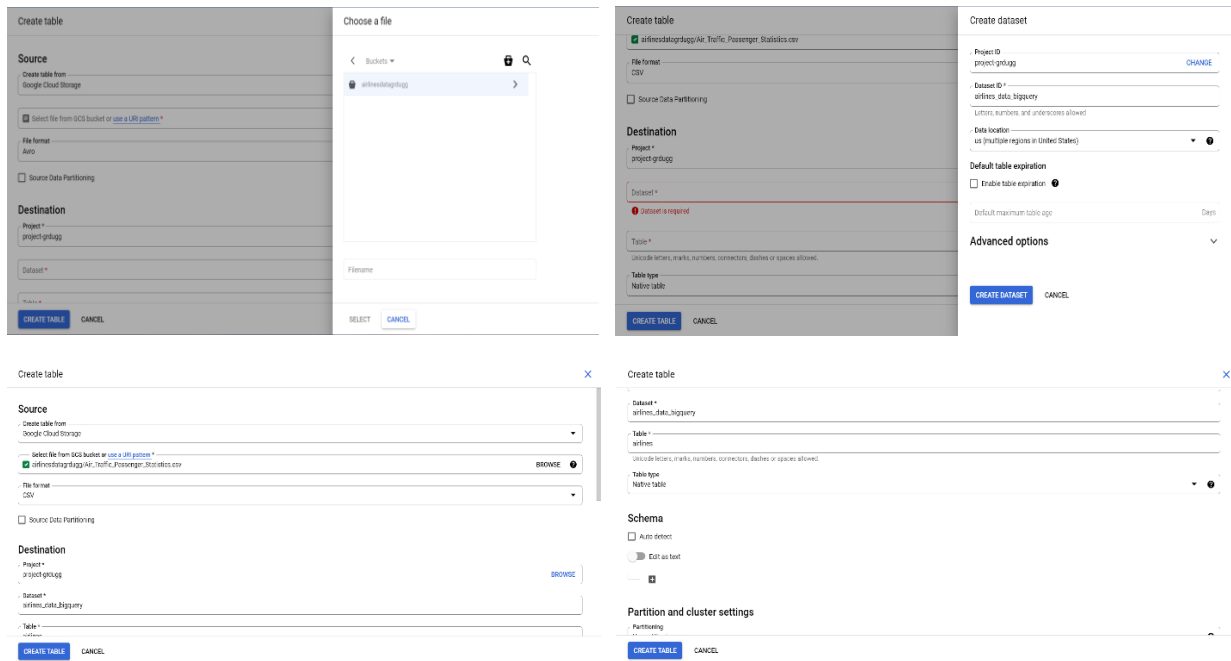 Create table
Source
Create table from
Google Cloud Storage
Select file from GCS bucket or use a URI pattern *
File format
Avro
Source Data Partitioning
Destination
Project *
project-grdugg
Dataset *
Table *
CREATE TABLE CANCEL
Choose a file
Buckets
airlinesdatagrdugg
Filename
SELECT CANCEL
Create table
airlinesdatagrdugg/Air_Traffic_Passenger_Statistics.csv
File format
CSV
Source Data Partitioning
Destination
Project *
project-grdugg
Dataset *
Dataset is required
Table *
Unicode letters, marks, numbers, connectors, dashes or spaces allowed.
Table type
Native table
CREATE TABLE CANCEL
Create dataset
Project ID
project-grdugg CHANGE
Dataset ID *
airlines_data_bigquery
Letters, numbers, and underscores allowed
Data location
us (multiple regions in United States)
Default table expiration
Enable table expiration
Default maximum table age Days
Advanced options
CREATE DATASET CANCEL
Create table
Source
Create table from
Google Cloud Storage
Select file from GCS bucket or use a URI pattern *
airlinesdatagrdugg/Air_Traffic_Passenger_Statistics.csv BROWSE
File format
CSV
Source Data Partitioning
Destination
Project *
project-grdugg BROWSE
Dataset *
airlines_data_bigquery
Table *
CREATE TABLE CANCEL
Create table
Dataset *
airlines_data_bigquery
Table *
airlines
Unicode letters, marks, numbers, connectors, dashes or spaces allowed.
Table type
Native table
Schema
Auto detect
Edit as text
Partition and cluster settings
Partitioning
CREATE TABLE CANCEL